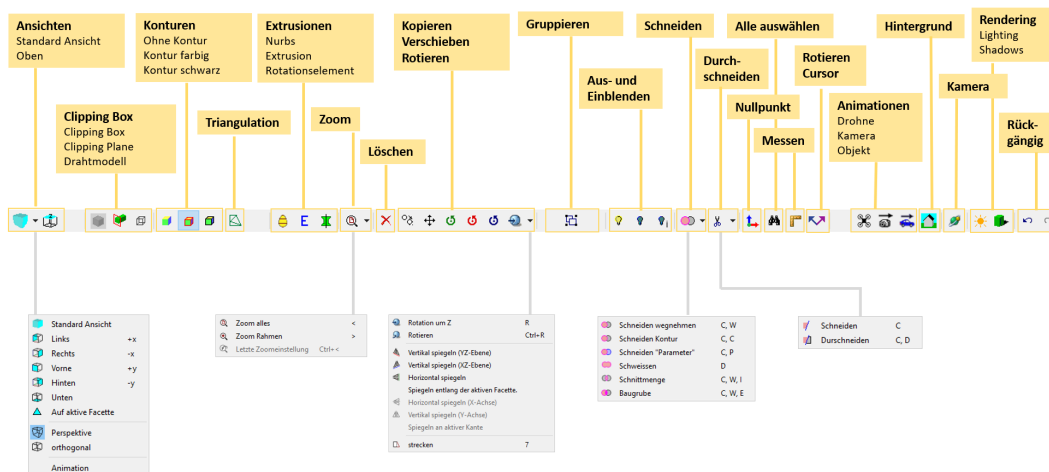 Ansichten
Standard Ansicht
Oben
Konturen
Ohne Kontur
Kontur farbig
Kontur schwarz
Extrusionen
Nurbs
Extrusion
Rotationselement
Kopieren
Verschieben
Rotieren
Gruppieren
Schneiden
Alle auswählen
Hintergrund
Rendering
Lighting
Shadows
Clipping Box
Clipping Box
Clipping Plane
Drahtmodell
Triangulation
Zoom
Löschen
Aus- und
Einblenden
Durch-
schneiden
Nullpunkt
Messen
Rotieren
Cursor
Animationen
Drohne
Kamera
Objekt
Kamera
Rück-
gängig
E
Standard Ansicht
Links +x
Rechts -x
Vorne +y
Hinten -y
Unten
Auf aktive Facette
Perspektive
orthogonal
Animation
Zoom alles <
Zoom Rahmen >
Letzte Zoomeinstellung Ctrl+<
Rotation um Z R
Rotieren Ctrl+R
Vertikal spiegeln (YZ-Ebene)
Vertikal spiegeln (XZ-Ebene)
Horizontal spiegeln
Spiegeln entlang der aktiven Facette.
Horizontal spiegeln (X-Achse)
Vertikal spiegeln (Y-Achse)
Spiegeln an aktiver Kante
strecken 7
Schneiden wegnehmen C, W
Schneiden Kontur C, C
Schneiden "Parameter" C, P
Schweissen D
Schnittmenge C, W, I
Baugrube C, W, E
Schneiden C
Durschneiden C, D